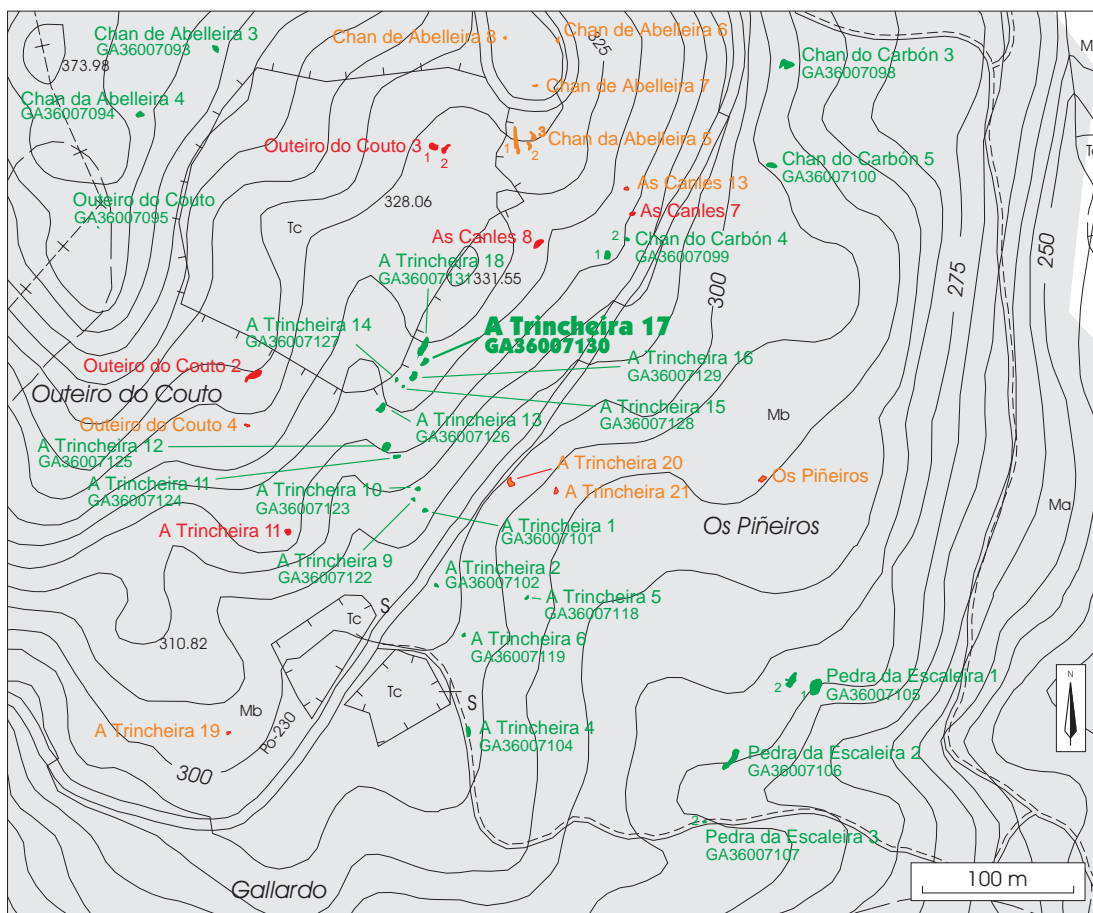 Chan de Abelleira 3
GA36007093
373.98
Chan da Abelleira 4
GA36007094
Outeiro do Couto
GA36007095
Tc
Chan de Abelleira 8
Chan de Abelleira 6
325
Chan de Abelleira 7
Chan da Abelleira 5
1
2
3
Outeiro do Couto 3
1
2
Chan do Carbón 3
GA36007098
Chan do Carbón 5
GA36007100
328.06
Tc
As Canles 13
As Canles 7
As Canles 8
2
Chan do Carbón 4
1
GA36007099
A Trincheira 18
GA36007131
331.55
300
275
250
A Trincheira 14
GA36007127
A Trincheira 17
GA36007130
A Trincheira 16
GA36007129
Outeiro do Couto 2
Outeiro do Couto
A Trincheira 15
GA36007128
Mb
A Trincheira 13
GA36007126
Outeiro do Couto 4
A Trincheira 12
GA36007125
A Trincheira 11
GA36007124
A Trincheira 20
A Trincheira 21
Os Piñeiros
A Trincheira 10
GA36007123
Ma
A Trincheira 11
A Trincheira 1
GA36007101
Os Piñeiros
A Trincheira 9
GA36007122
A Trincheira 2
GA36007102
A Trincheira 5
GA36007118
Tc
S
310.82
A Trincheira 6
GA36007119
Tc
S
Mb
Po-230
A Trincheira 19
300
A Trincheira 4
GA36007104
2
1
Pedra da Escaleira 1
GA36007105
N
Pedra da Escaleira 2
GA36007106
2
Pedra da Escaleira 3
GA36007107
Gallardo
100 m